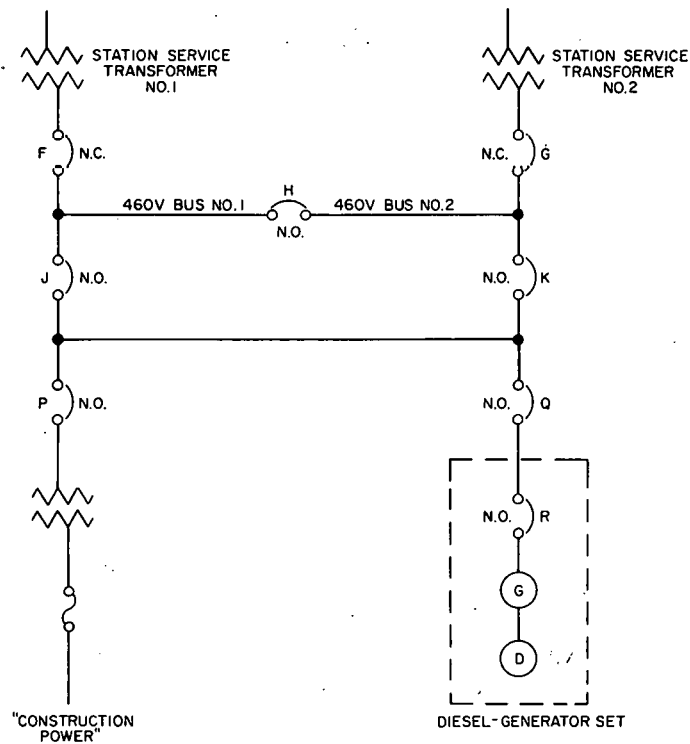 STATION SERVICE
TRANSFORMER
NO.1
STATION SERVICE
TRANSFORMER
NO.2
F
N.C.
N.C.
G
460V BUS NO.1
H
N.O.
460V BUS NO.2
J
N.O.
N.O.
K
P
N.O.
N.O.
Q
N.O.
R
G
D
"CONSTRUCTION
POWER"
DIESEL-GENERATOR SET